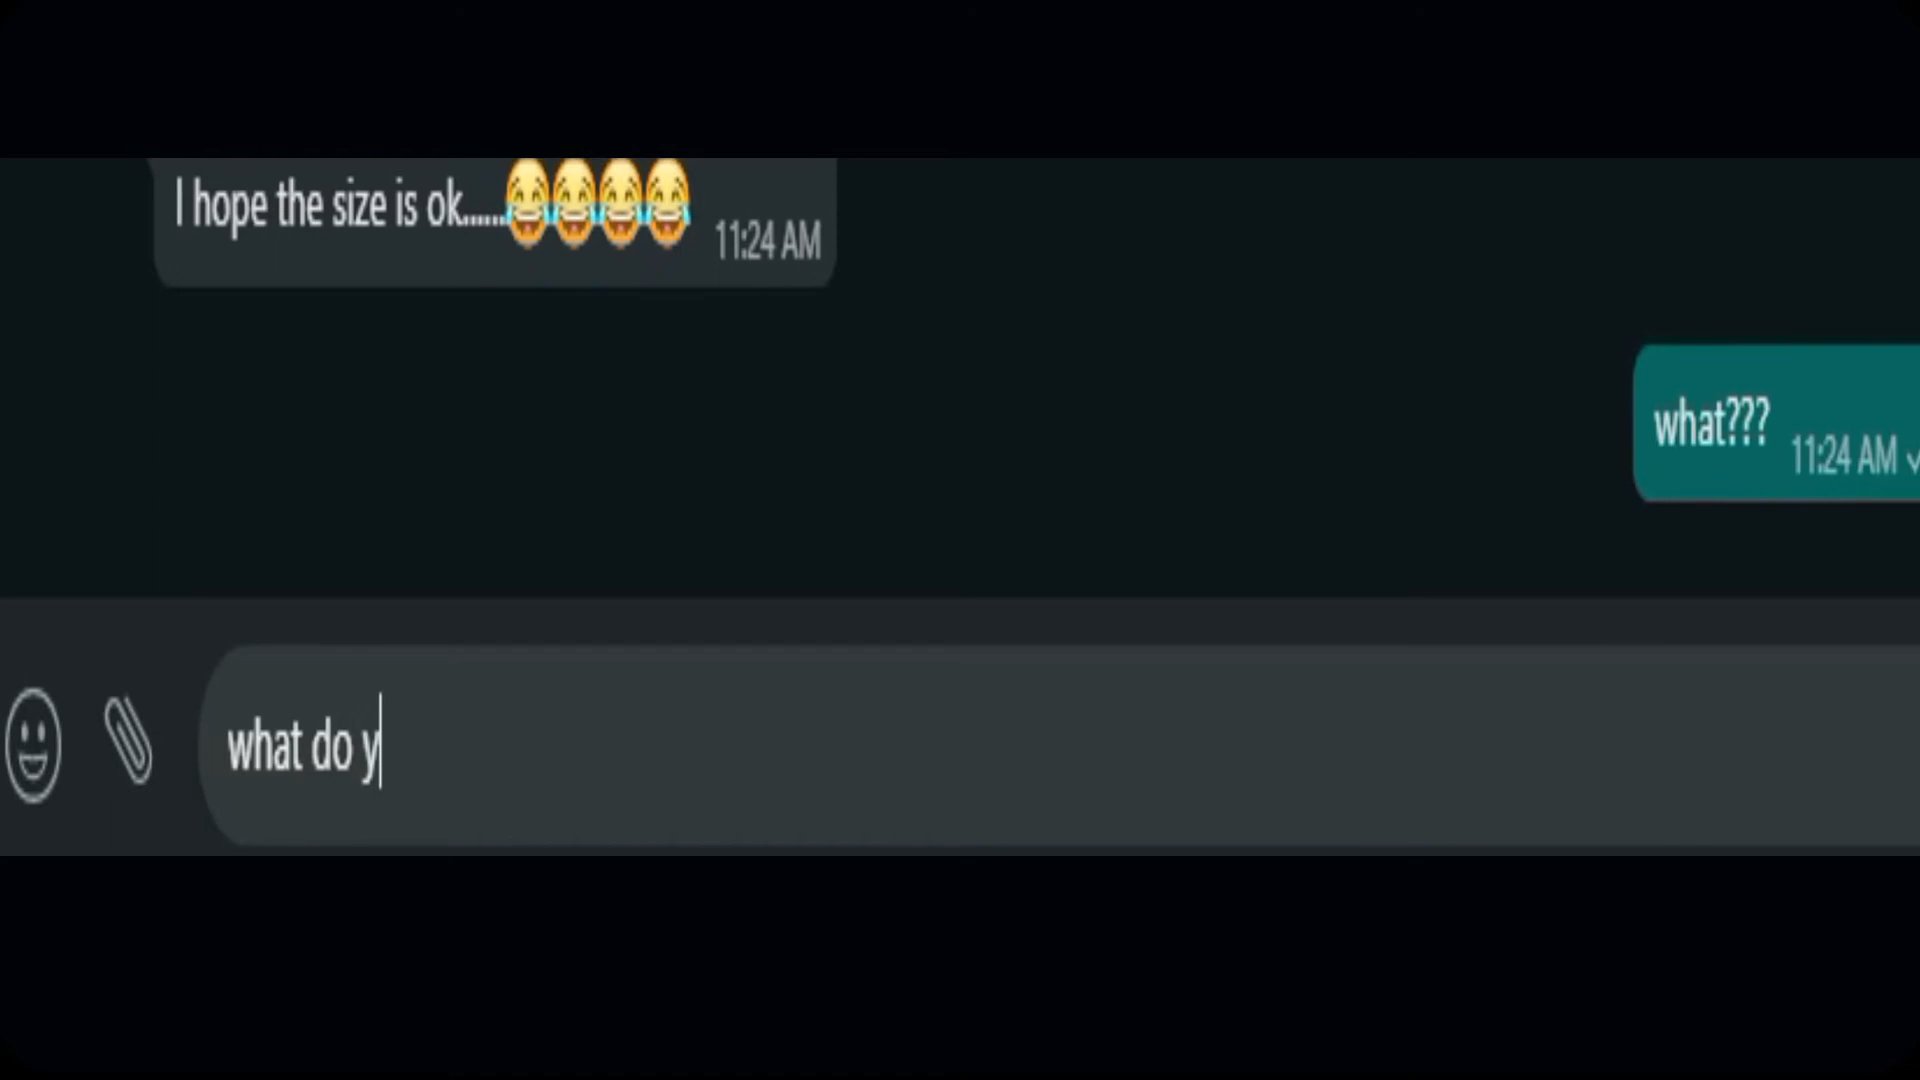 I hope the size is ok......😂😂😂😂 11:24 AM
what??? 11:24 AM
what do y